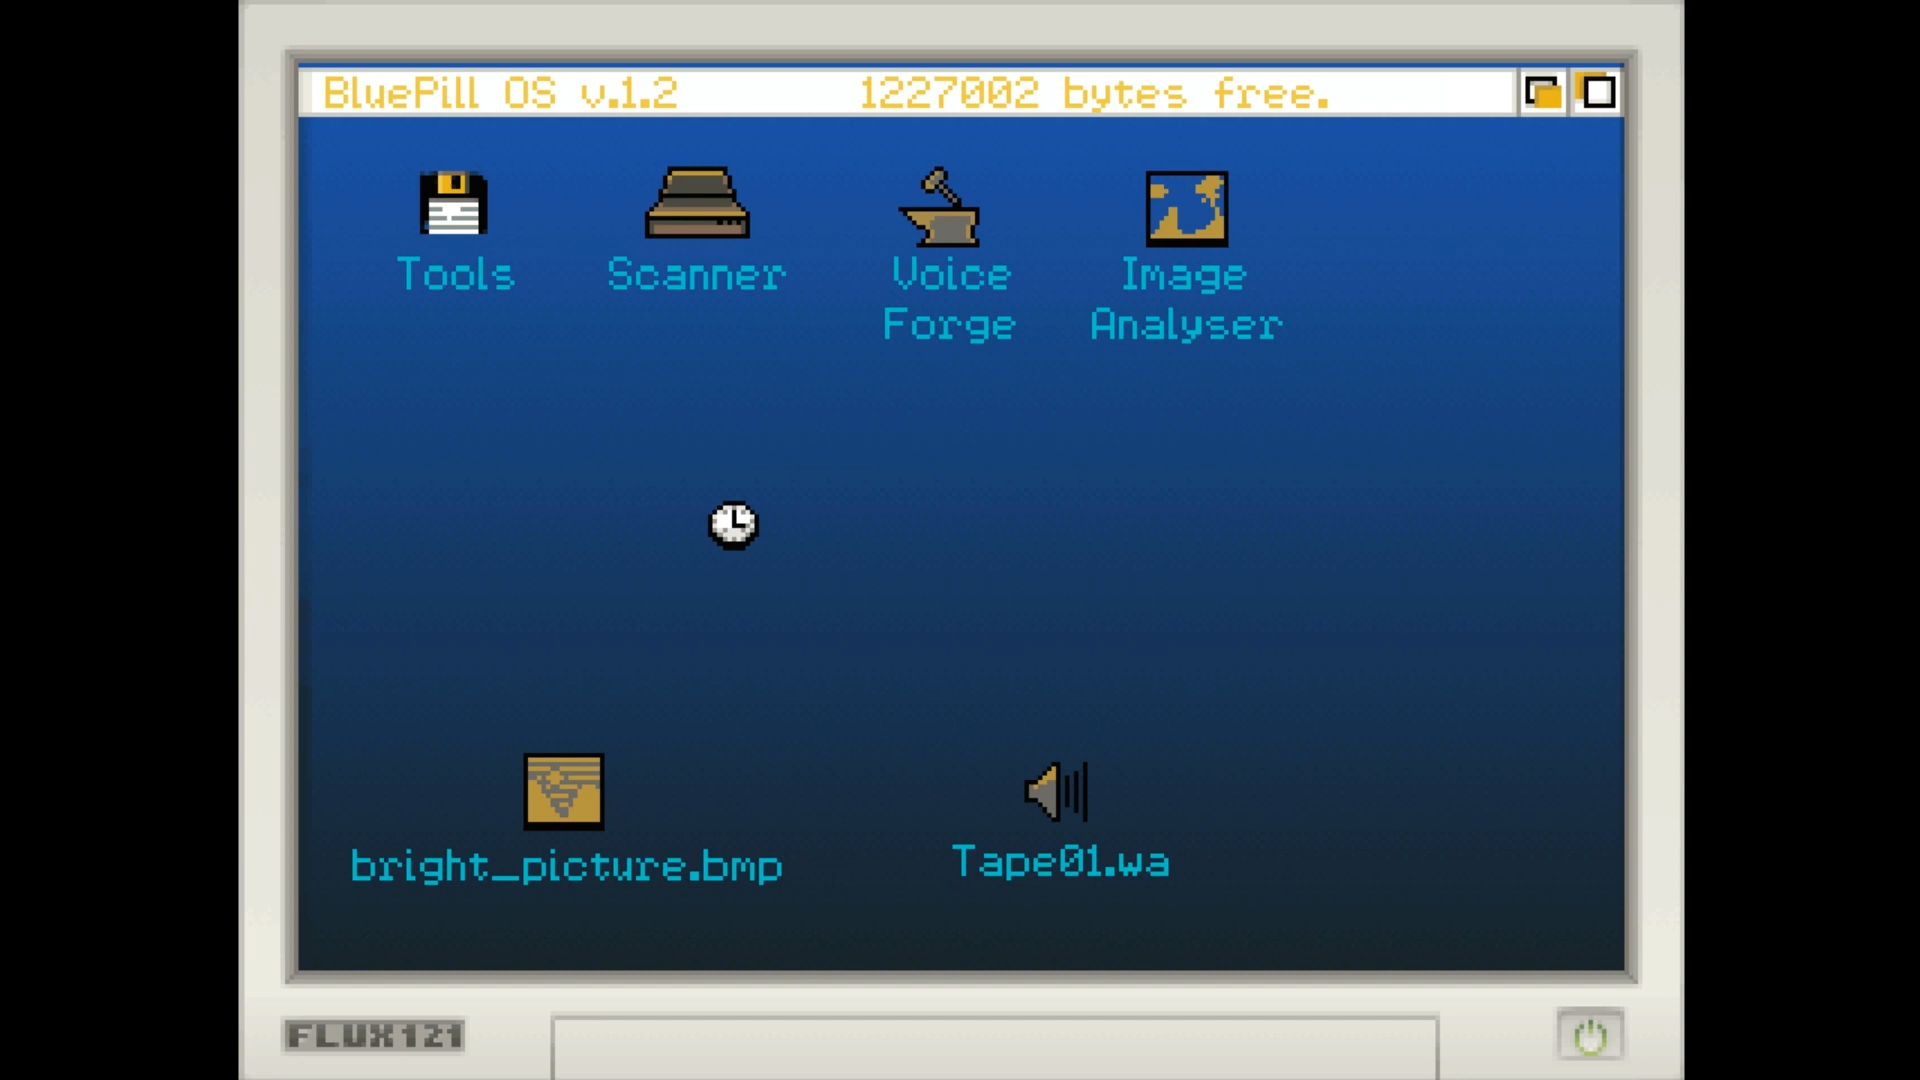 BluePill OS v.1.2 1227002 bytes free.
Tools
Scanner
Voice
Forge
Image
Analyser
bright_picture.bmp
Tape01.wa
FLUX121